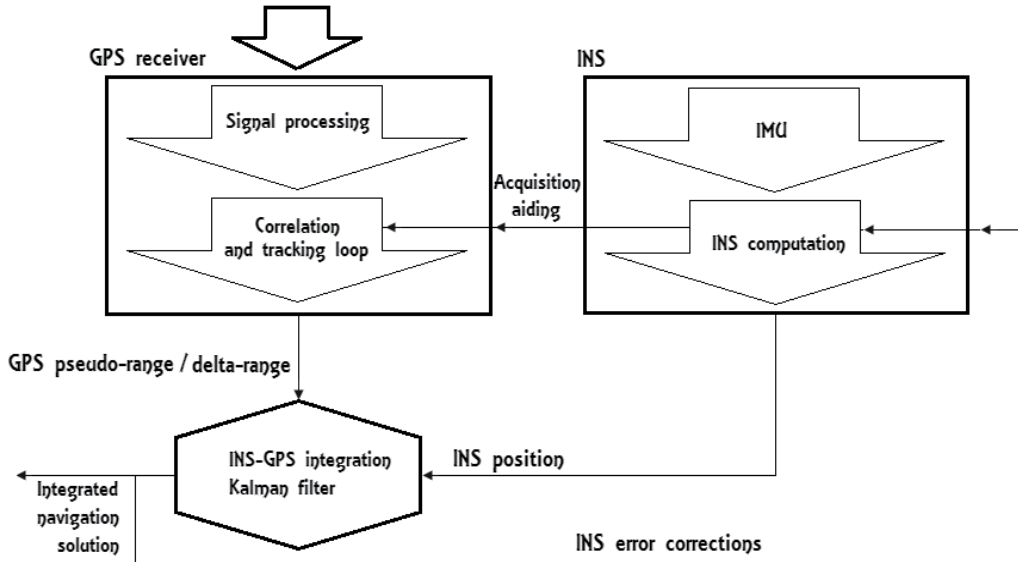 GPS receiver
INS
Signal processing
IMU
Acquisition
aiding
Correlation
and tracking loop
INS computation
GPS pseudo-range / delta-range
INS-GPS integration
Kalman filter
INS position
Integrated
navigation
solution
INS error corrections